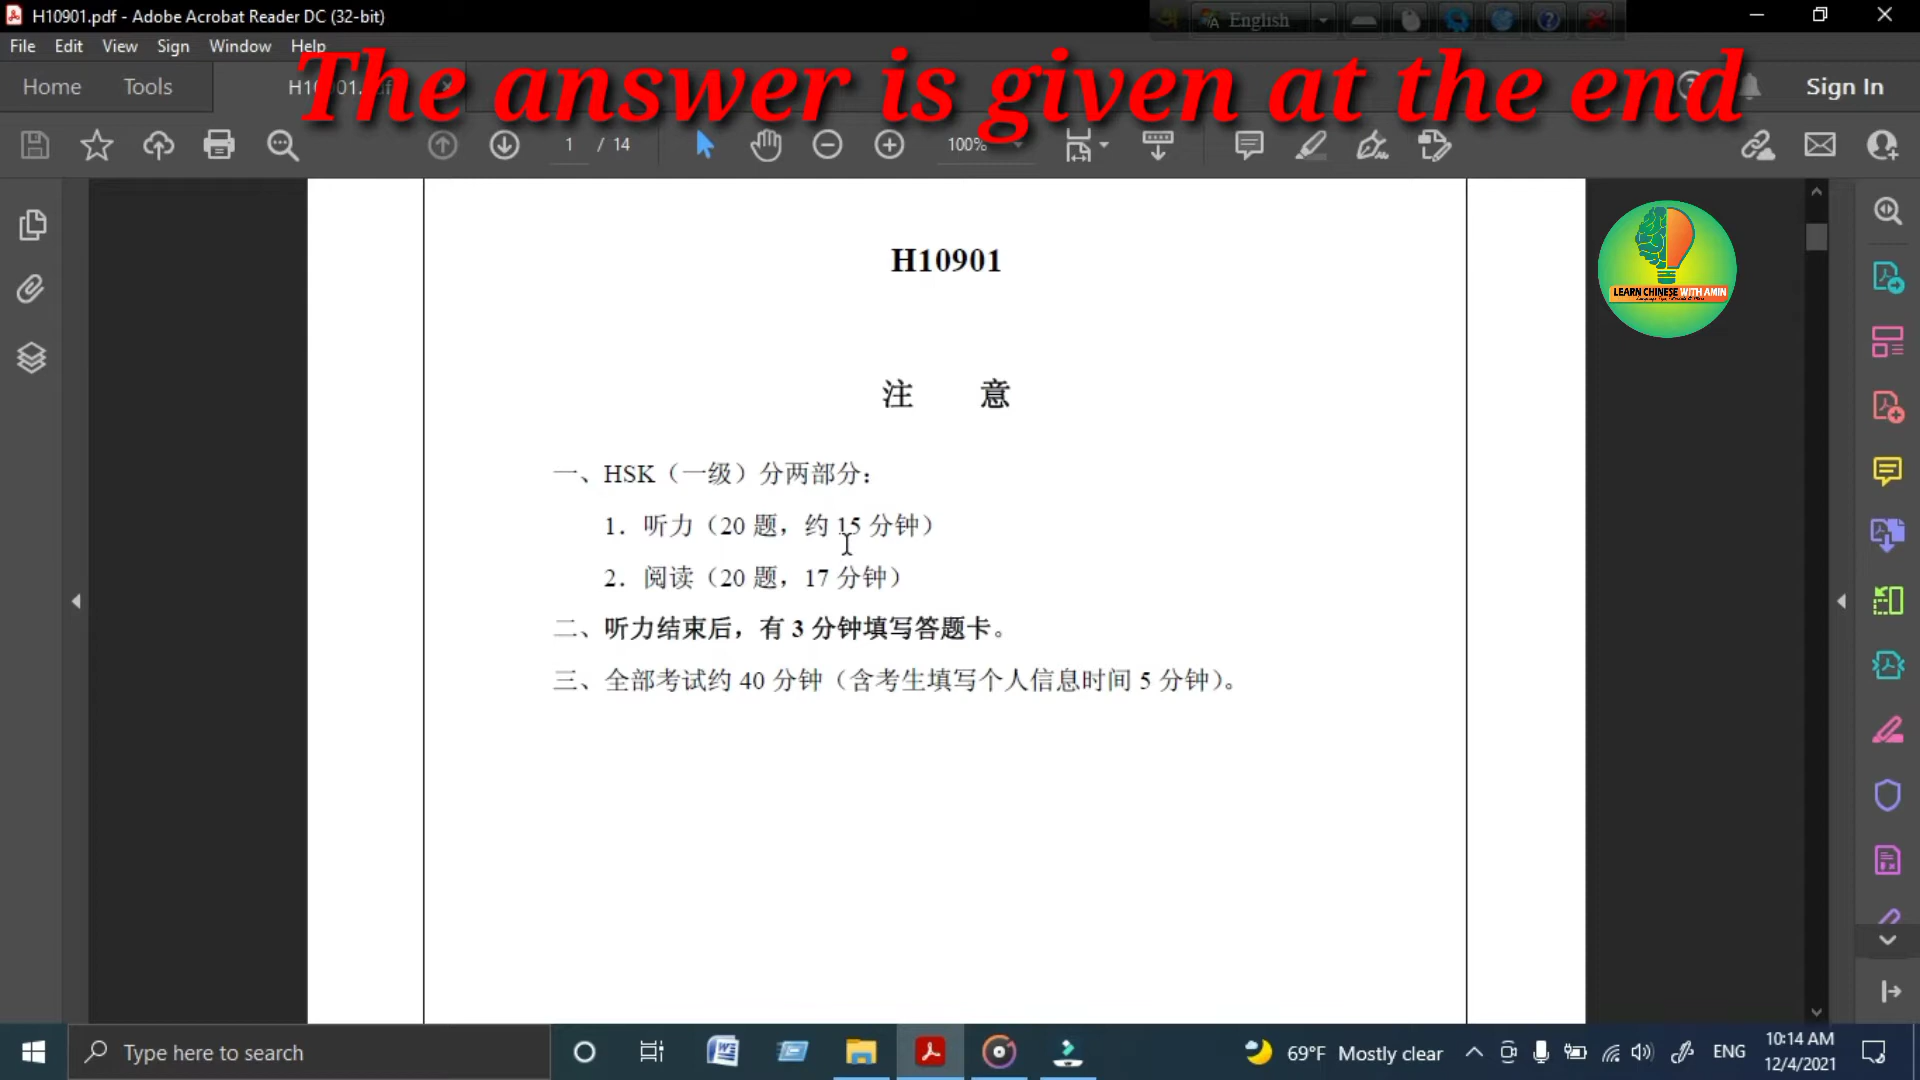 H10901.pdf - Adobe Acrobat Reader DC (32-bit)
English
File Edit View Sign Window Help
The answer is given at the end
Home Tools Sign In
1 / 14 100%
H10901
LEARN CHINESE WITH AMIN
注 意
一、HSK（一级）分两部分：
1．听力（20 题，约 15 分钟）
2．阅读（20 题，17 分钟）
二、听力结束后，有 3 分钟填写答题卡。
三、全部考试约 40 分钟（含考生填写个人信息时间 5 分钟）。
Type here to search
69°F Mostly clear
ENG
10:14 AM
12/4/2021